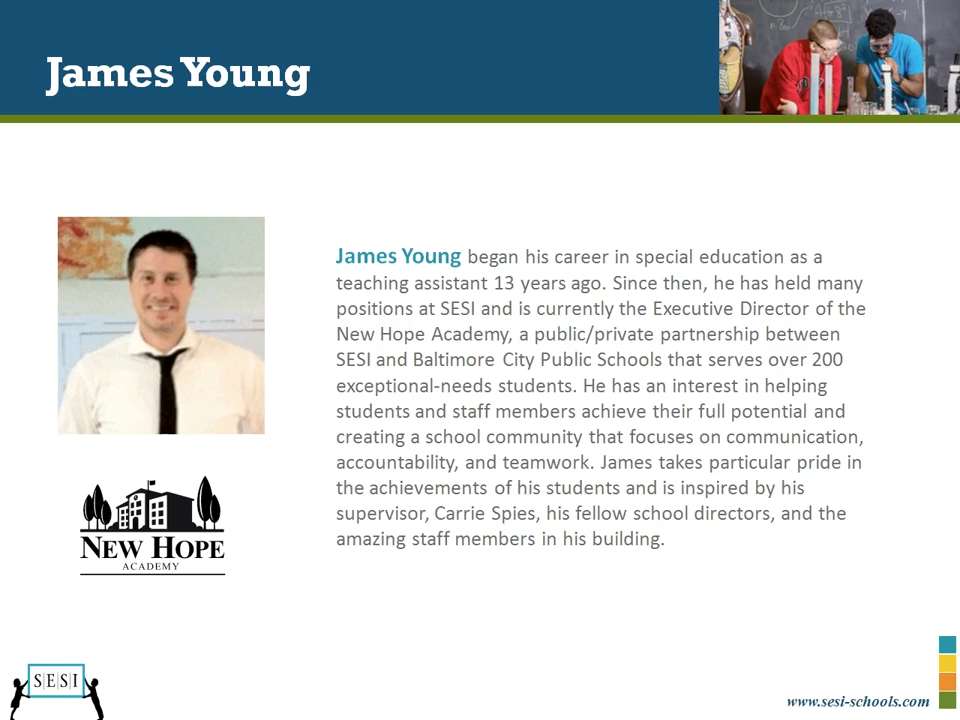 James Young
James Young began his career in special education as a
teaching assistant 13 years ago. Since then, he has held many
positions at SESI and is currently the Executive Director of the
New Hope Academy, a public/private partnership between
SESI and Baltimore City Public Schools that serves over 200
exceptional-needs students. He has an interest in helping
students and staff members achieve their full potential and
creating a school community that focuses on communication,
accountability, and teamwork. James takes particular pride in
the achievements of his students and is inspired by his
supervisor, Carrie Spies, his fellow school directors, and the
amazing staff members in his building.
NEW HOPE
ACADEMY
S|E|S|I
www.sesi-schools.com